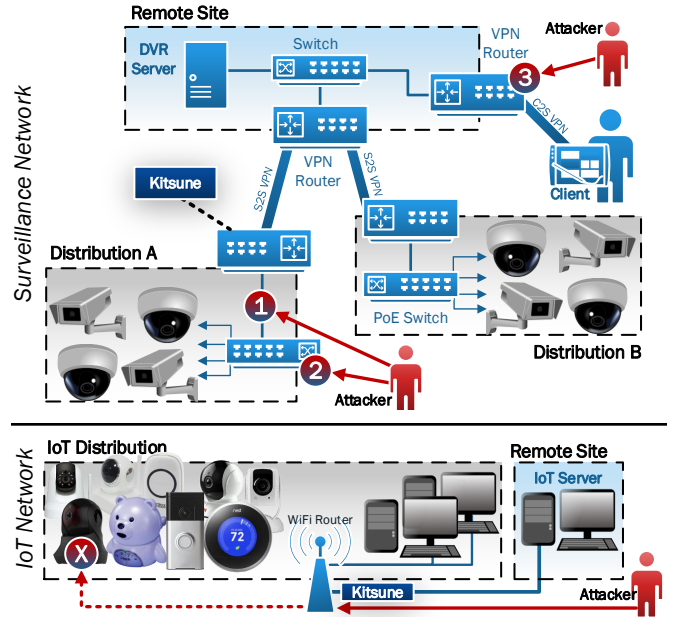 Remote Site
Surveillance Network
DVR
Server
Switch
VPN
Router
Attacker
3
C2S VPN
Client
VPN
Router
S2S VPN
S2S VPN
Kitsune
Distribution A
1
2
Attacker
PoE Switch
Distribution B
IoT Network
IoT Distribution
72
X
WiFi Router
Kitsune
Remote Site
IoT Server
Attacker